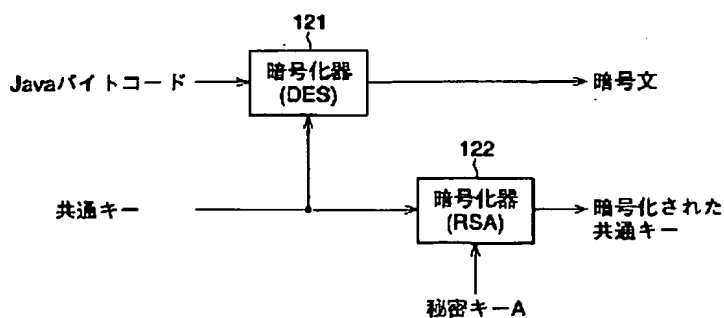 121
Javaバイトコード
暗号化器
(DES)
暗号文
122
共通キー
暗号化器
(RSA)
暗号化された
共通キー
秘密キーA